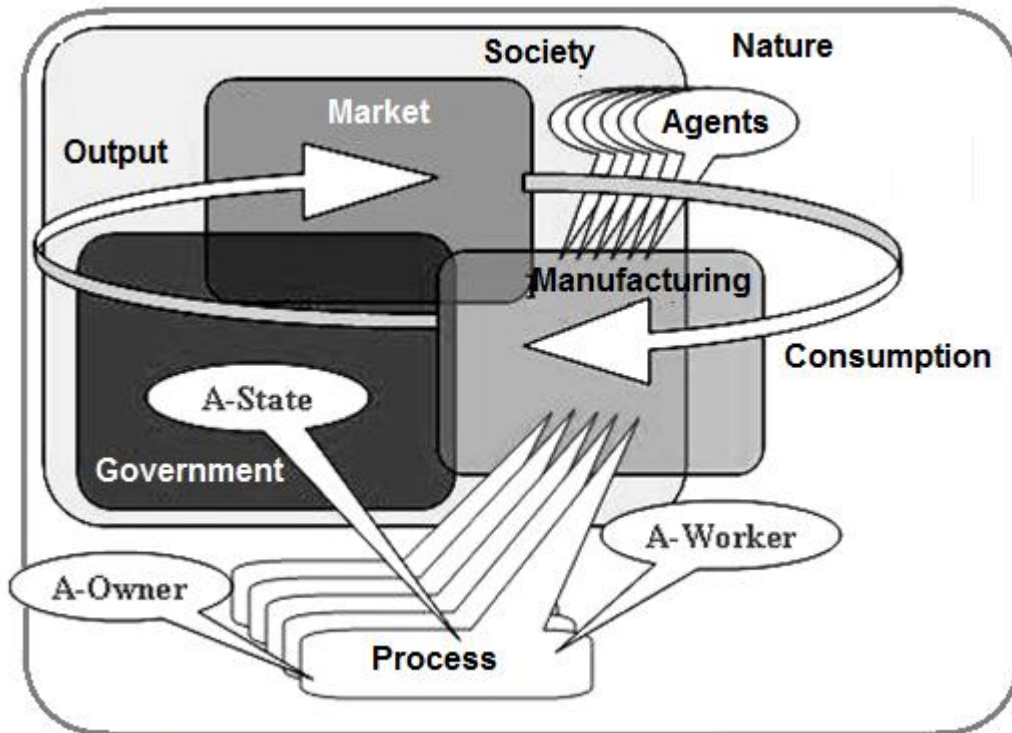 Society
Nature
Market
Agents
Output
Manufacturing
Consumption
A-State
Government
A-Worker
A-Owner
Process